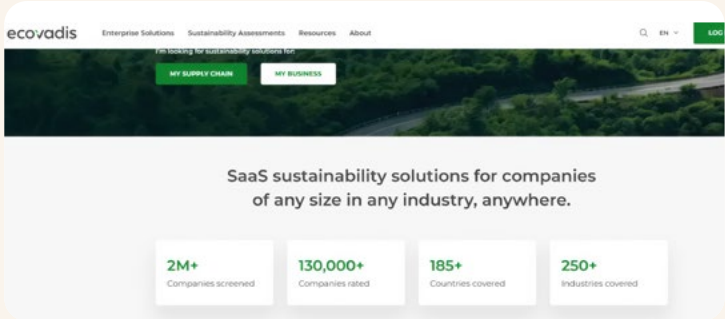 ecovadis Enterprise Solutions Sustainability Assessments Resources About EN LOG
I'm looking for sustainability solutions for:
MY SUPPLY CHAIN MY BUSINESS
SaaS sustainability solutions for companies
of any size in any industry, anywhere.
2M+ 130,000+ 185+ 250+
Companies screened Companies rated Countries covered Industries covered